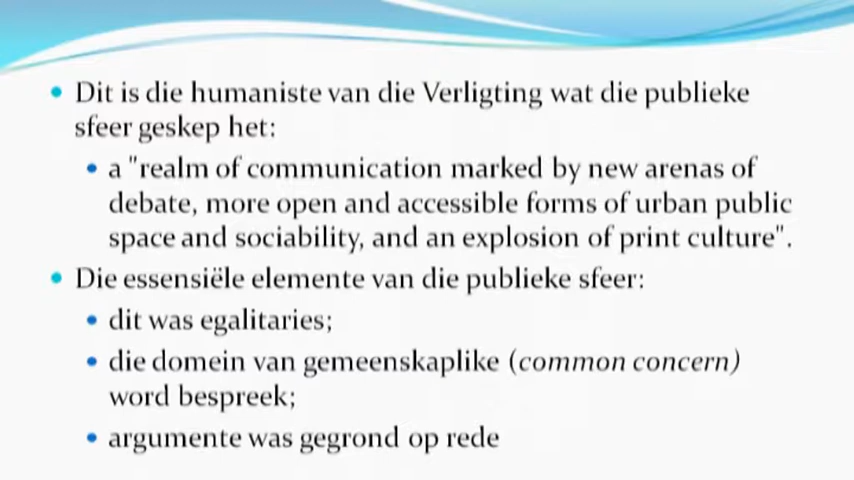 Dit is die humaniste van die Verligting wat die publieke
sfeer geskep het:
a "realm of communication marked by new arenas of
debate, more open and accessible forms of urban public
space and sociability, and an explosion of print culture".
Die essensiële elemente van die publieke sfeer:
dit was egalitaries;
die domein van gemeenskaplike (common concern)
word bespreek;
argumente was gegrond op rede